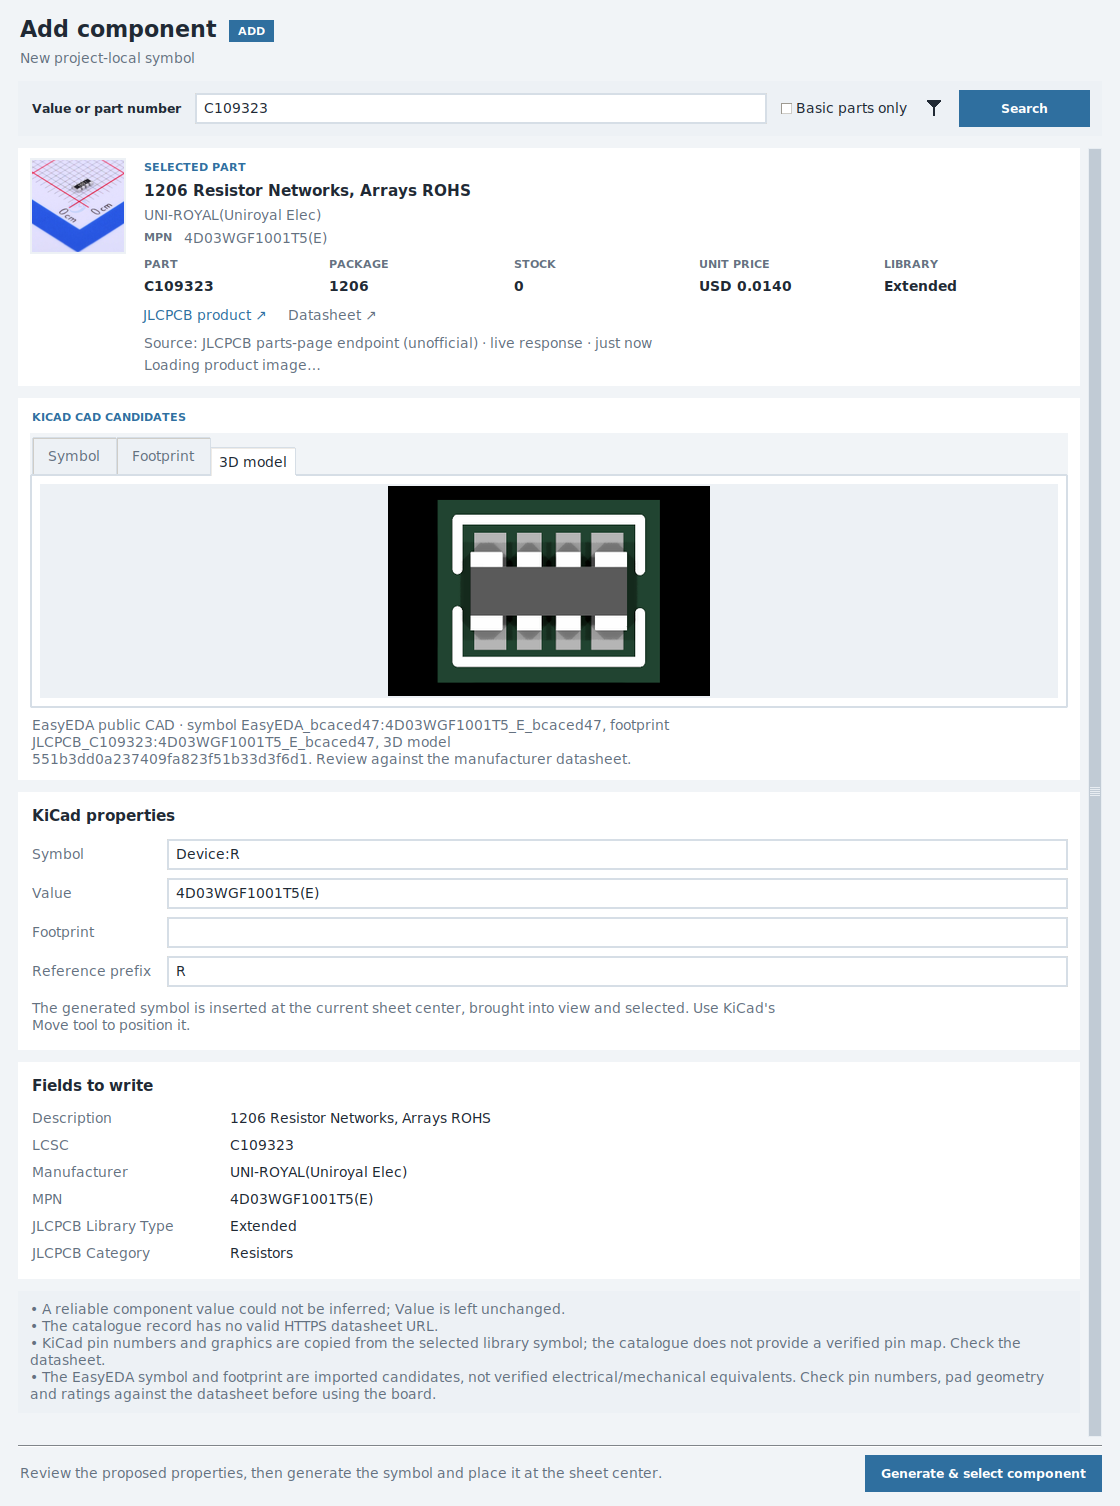 Add component
ADD
New project-local symbol
Value or part number
C109323
Basic parts only
Search
0 cm
0 cm
SELECTED PART
1206 Resistor Networks, Arrays ROHS
UNI-ROYAL(Uniroyal Elec)
MPN 4D03WGF1001T5(E)
PART PACKAGE STOCK UNIT PRICE LIBRARY
C109323 1206 0 USD 0.0140 Extended
JLCPCB product ↗ Datasheet ↗
Source: JLCPCB parts-page endpoint (unofficial) · live response · just now
Loading product image...
KICAD CAD CANDIDATES
Symbol Footprint 3D model
EasyEDA public CAD · symbol EasyEDA_bcaced47:4D03WGF1001T5_E_bcaced47, footprint
JLCPCB_C109323:4D03WGF1001T5_E_bcaced47, 3D model
551b3dd0a237409fa823f51b33d3f6d1. Review against the manufacturer datasheet.
KiCad properties
Symbol Device:R
Value 4D03WGF1001T5(E)
Footprint
Reference prefix R
The generated symbol is inserted at the current sheet center, brought into view and selected. Use KiCad's
Move tool to position it.
Fields to write
Description 1206 Resistor Networks, Arrays ROHS
LCSC C109323
Manufacturer UNI-ROYAL(Uniroyal Elec)
MPN 4D03WGF1001T5(E)
JLCPCB Library Type Extended
JLCPCB Category Resistors
• A reliable component value could not be inferred; Value is left unchanged.
• The catalogue record has no valid HTTPS datasheet URL.
• KiCad pin numbers and graphics are copied from the selected library symbol; the catalogue does not provide a verified pin map. Check the
datasheet.
• The EasyEDA symbol and footprint are imported candidates, not verified electrical/mechanical equivalents. Check pin numbers, pad geometry
and ratings against the datasheet before using the board.
Review the proposed properties, then generate the symbol and place it at the sheet center.
Generate & select component